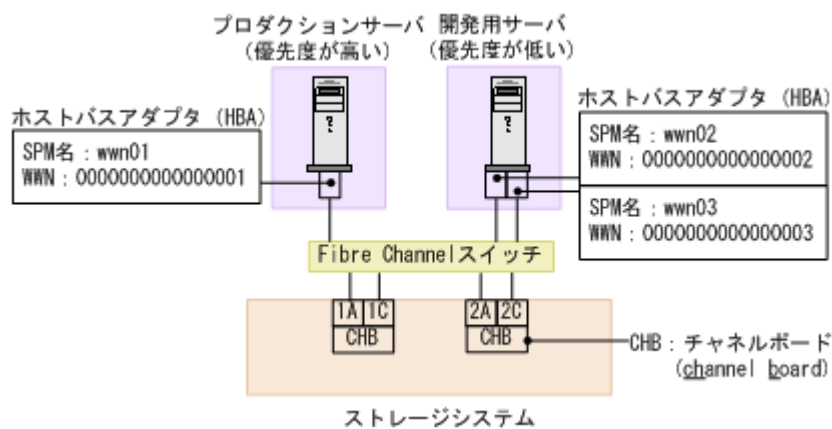 プロダクションサーバ
(優先度が高い)
開発用サーバ
(優先度が低い)
ホストバスアダプタ (HBA)
SPM名：wwn01
WWN：0000000000000001
ホストバスアダプタ (HBA)
SPM名：wwn02
WWN：0000000000000002
SPM名：wwn03
WWN：0000000000000003
Fibre Channelスイッチ
1A 1C
CHB
2A 2C
CHB
CHB：チャネルボード
(channel board)
ストレージシステム